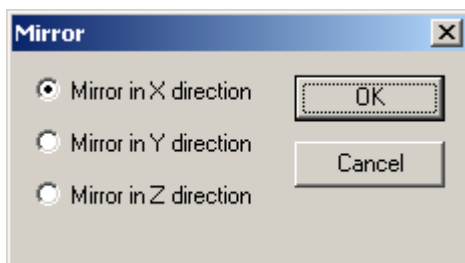 Mirror
Mirror in X direction
OK
Mirror in Y direction
Cancel
Mirror in Z direction